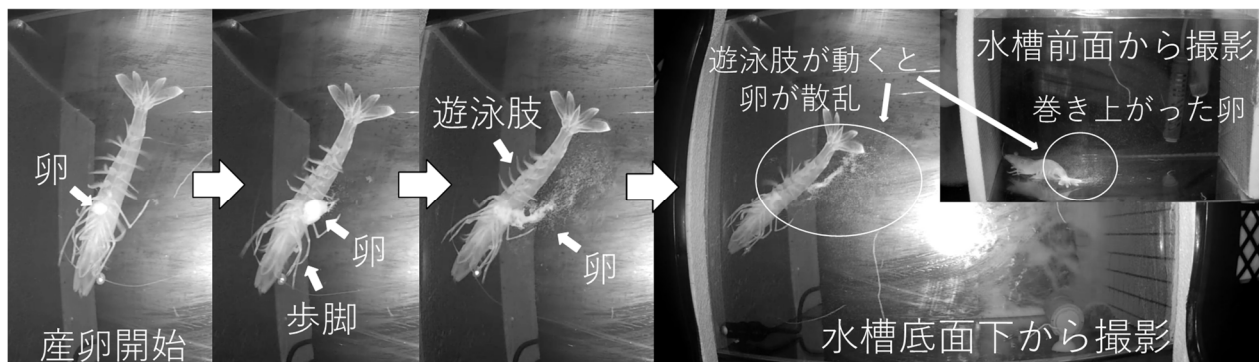 卵
産卵開始
卵
歩脚
遊泳肢
卵
遊泳肢が動くと
卵が散乱
水槽底面下から撮影
水槽前面から撮影
巻き上がった卵